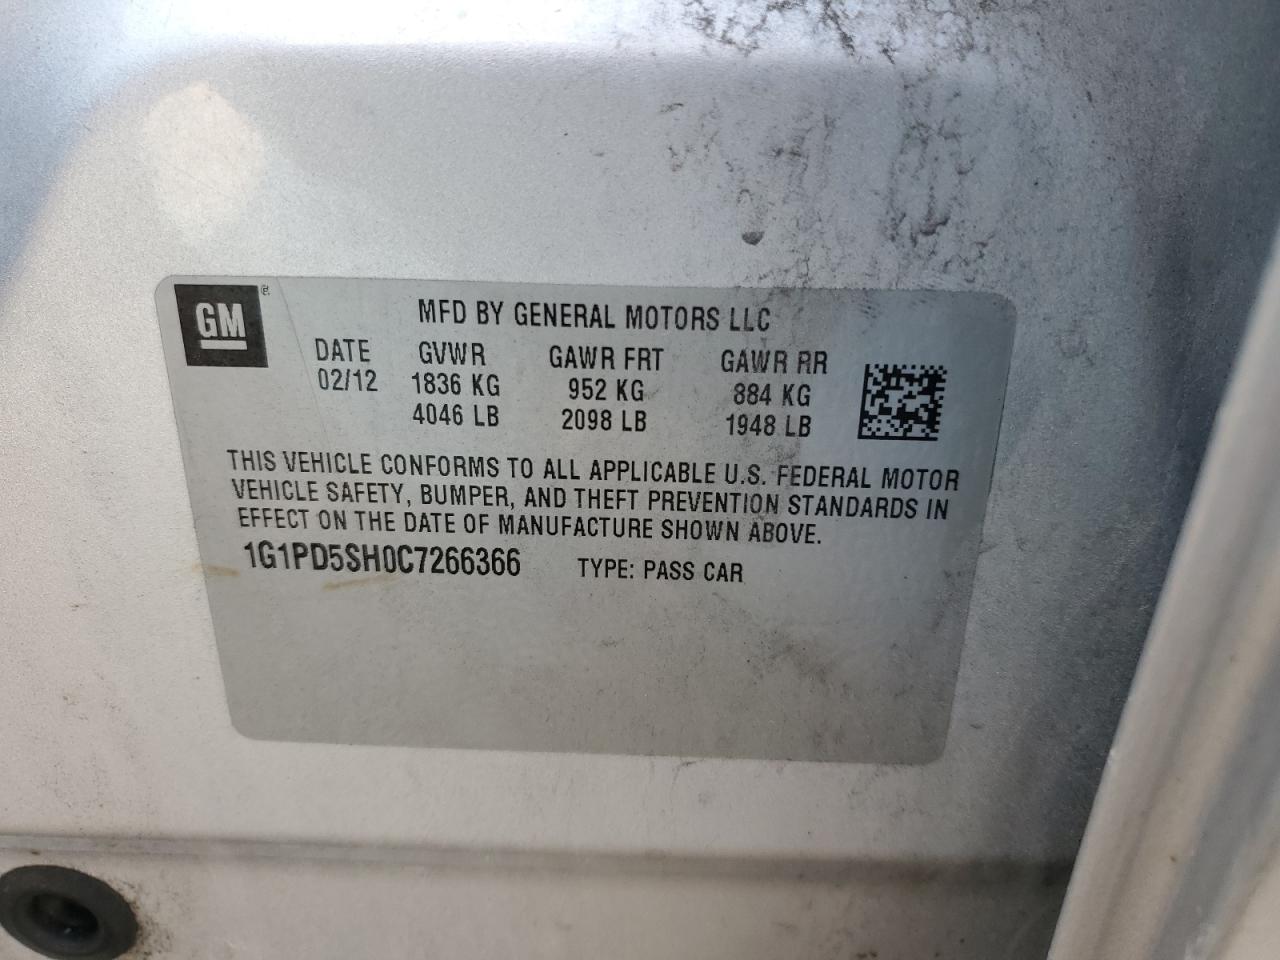 GM
MFD BY GENERAL MOTORS LLC
DATE GVWR GAWR FRT GAWR RR
02/12 1836 KG 952 KG 884 KG
4046 LB 2098 LB 1948 LB
THIS VEHICLE CONFORMS TO ALL APPLICABLE U.S. FEDERAL MOTOR
VEHICLE SAFETY, BUMPER, AND THEFT PREVENTION STANDARDS IN
EFFECT ON THE DATE OF MANUFACTURE SHOWN ABOVE.
1G1PD5SH0C7266366 TYPE: PASS CAR